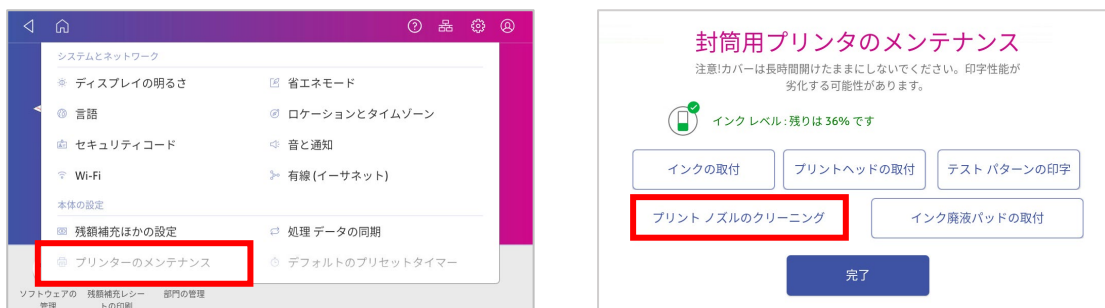 システムとネットワーク
ディスプレイの明るさ
省エネモード
言語
ロケーションとタイムゾーン
セキュリティコード
音と通知
Wi-Fi
有線(イーサネット)
本体の設定
残額補充ほかの設定
処理 データの同期
プリンターのメンテナンス
デフォルトのプリセットタイマー
ソフトウェアの
管理
残額補充レシー
トの印刷
部門の管理
封筒用プリンタのメンテナンス
注意!カバーは長時間開けたままにしないでください。印字性能が
劣化する可能性があります。
インク レベル : 残りは 36% です
インクの取付
プリントヘッドの取付
テスト パターンの印字
プリント ノズルのクリーニング
インク廃液パッドの取付
完了